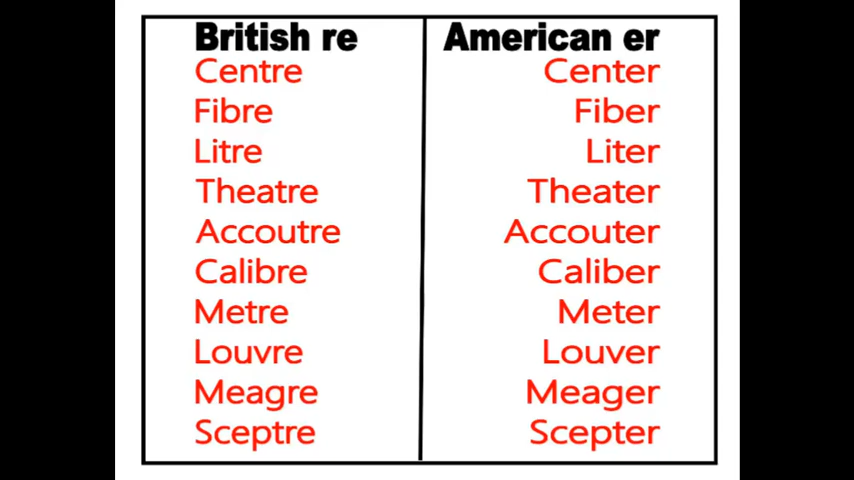 British re American er
Centre Center
Fibre Fiber
Litre Liter
Theatre Theater
Accoutre Accouter
Calibre Caliber
Metre Meter
Louvre Louver
Meagre Meager
Sceptre Scepter